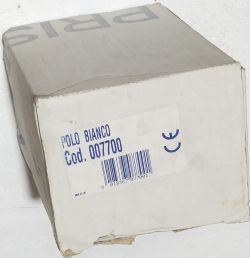 PRIS
POLO BIANCO
Cod. 007700
CE